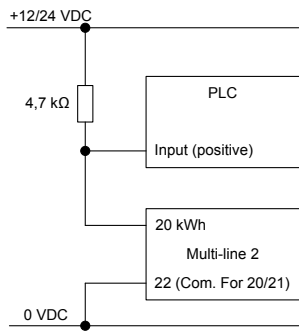 +12/24 VDC
PLC
4,7 kΩ
Input (positive)
20 kWh
Multi-line 2
22 (Com. For 20/21)
0 VDC